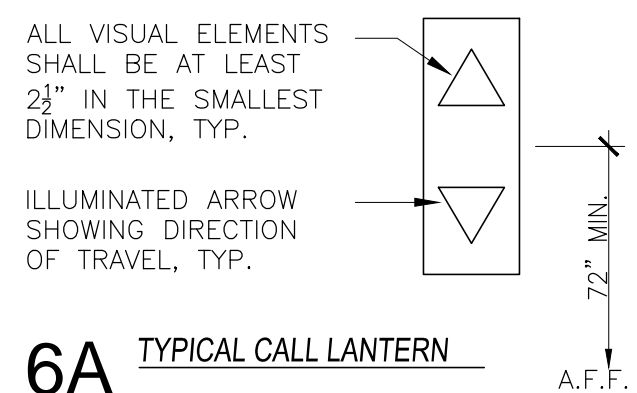 ALL VISUAL ELEMENTS
SHALL BE AT LEAST
2½" IN THE SMALLEST
DIMENSION, TYP.
ILLUMINATED ARROW
SHOWING DIRECTION
OF TRAVEL, TYP.
72" MIN.
A.F.F.
6A TYPICAL CALL LANTERN